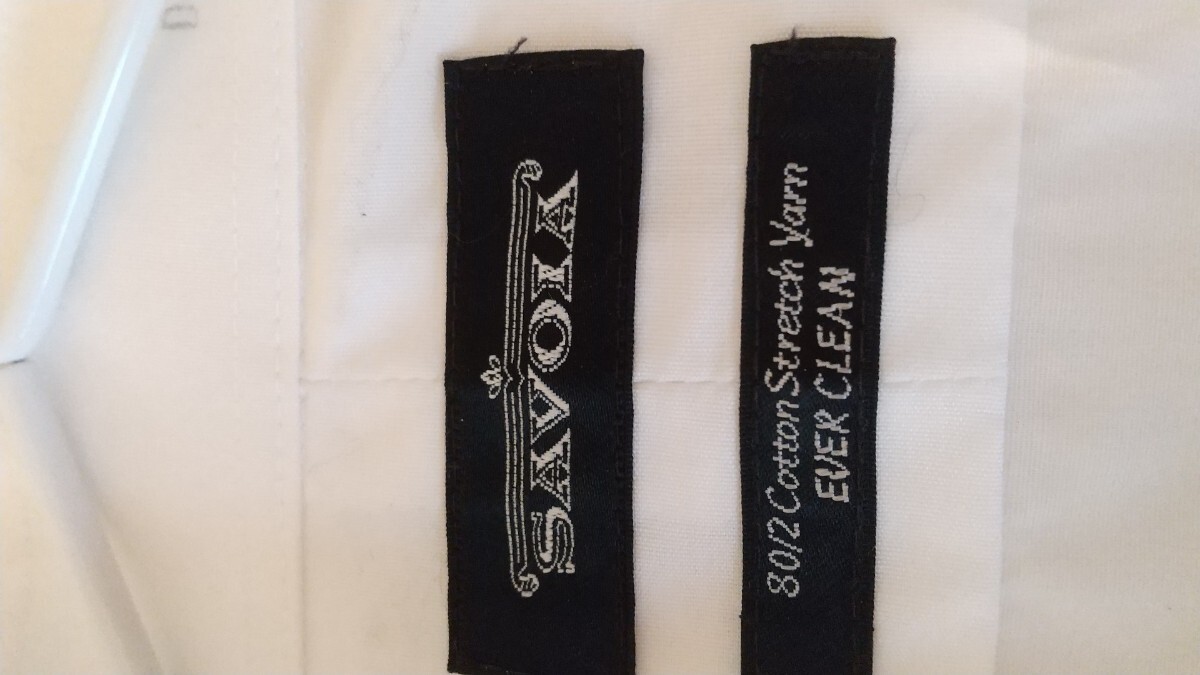 SAVOIA
80/2 Cotton Stretch Yarn
EVER CLEAN